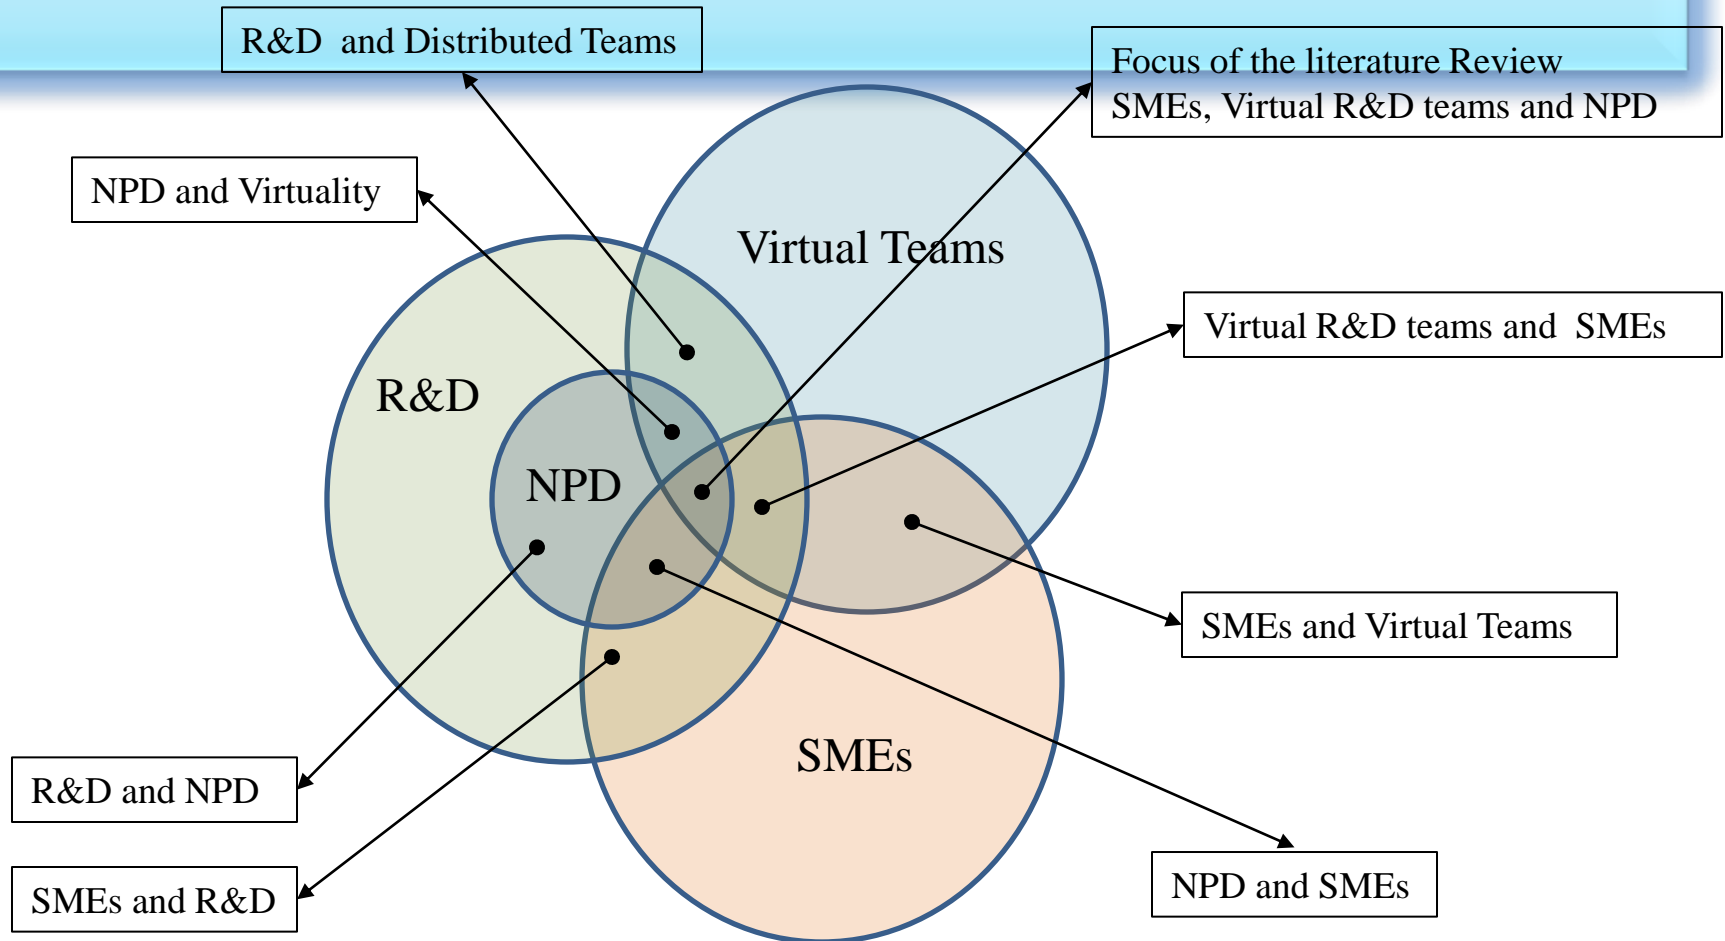 R&D  and Distributed Teams
Focus of the literature Review
SMEs, Virtual R&D teams and NPD
NPD and Virtuality
Virtual Teams
Virtual R&D teams and  SMEs
R&D
NPD
SMEs and Virtual Teams
SMEs
R&D and NPD
NPD and SMEs
SMEs and R&D